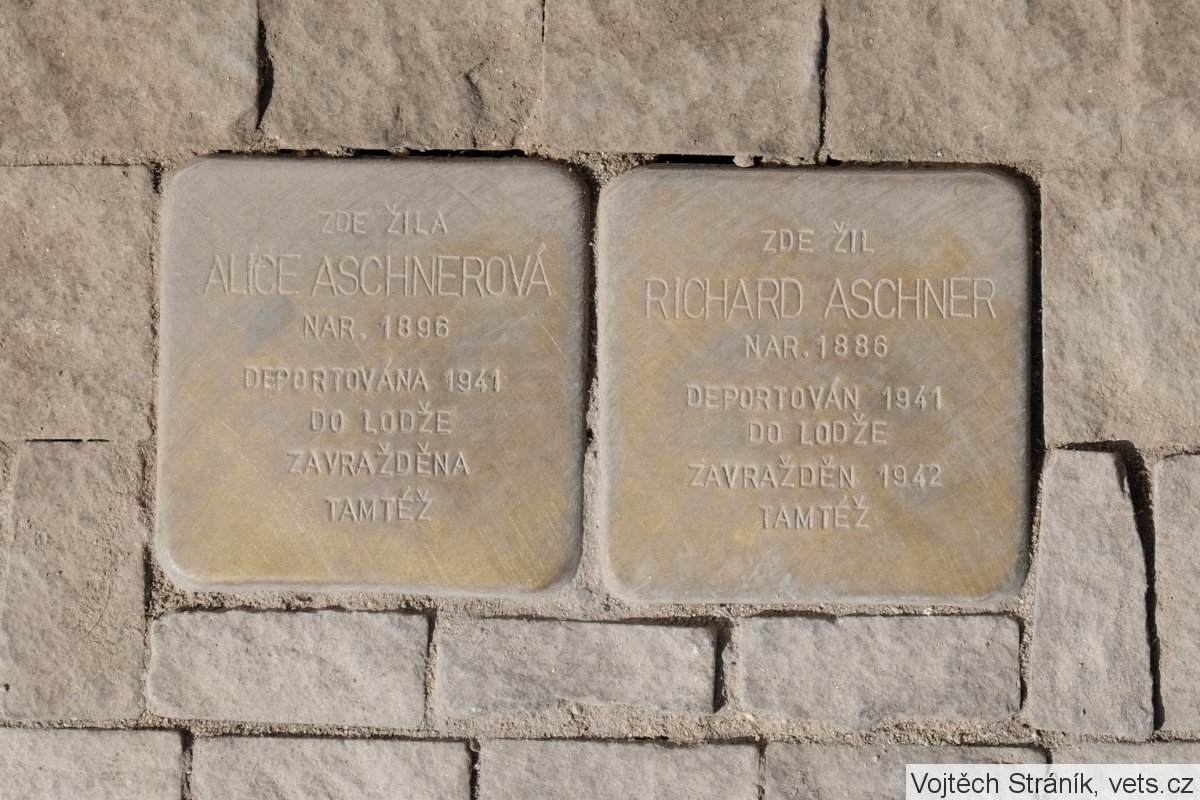 ZDE ŽILA
ALICE ASCHNEROVÁ
NAR. 1896
DEPORTOVÁNA 1941
DO LODŽE
ZAVRAŽDĚNA
TAMTÉŽ
ZDE ŽIL
RICHARD ASCHNER
NAR. 1886
DEPORTOVÁN 1941
DO LODŽE
ZAVRAŽDĚN 1942
TAMTÉŽ
Vojtěch Stráník, vets.cz